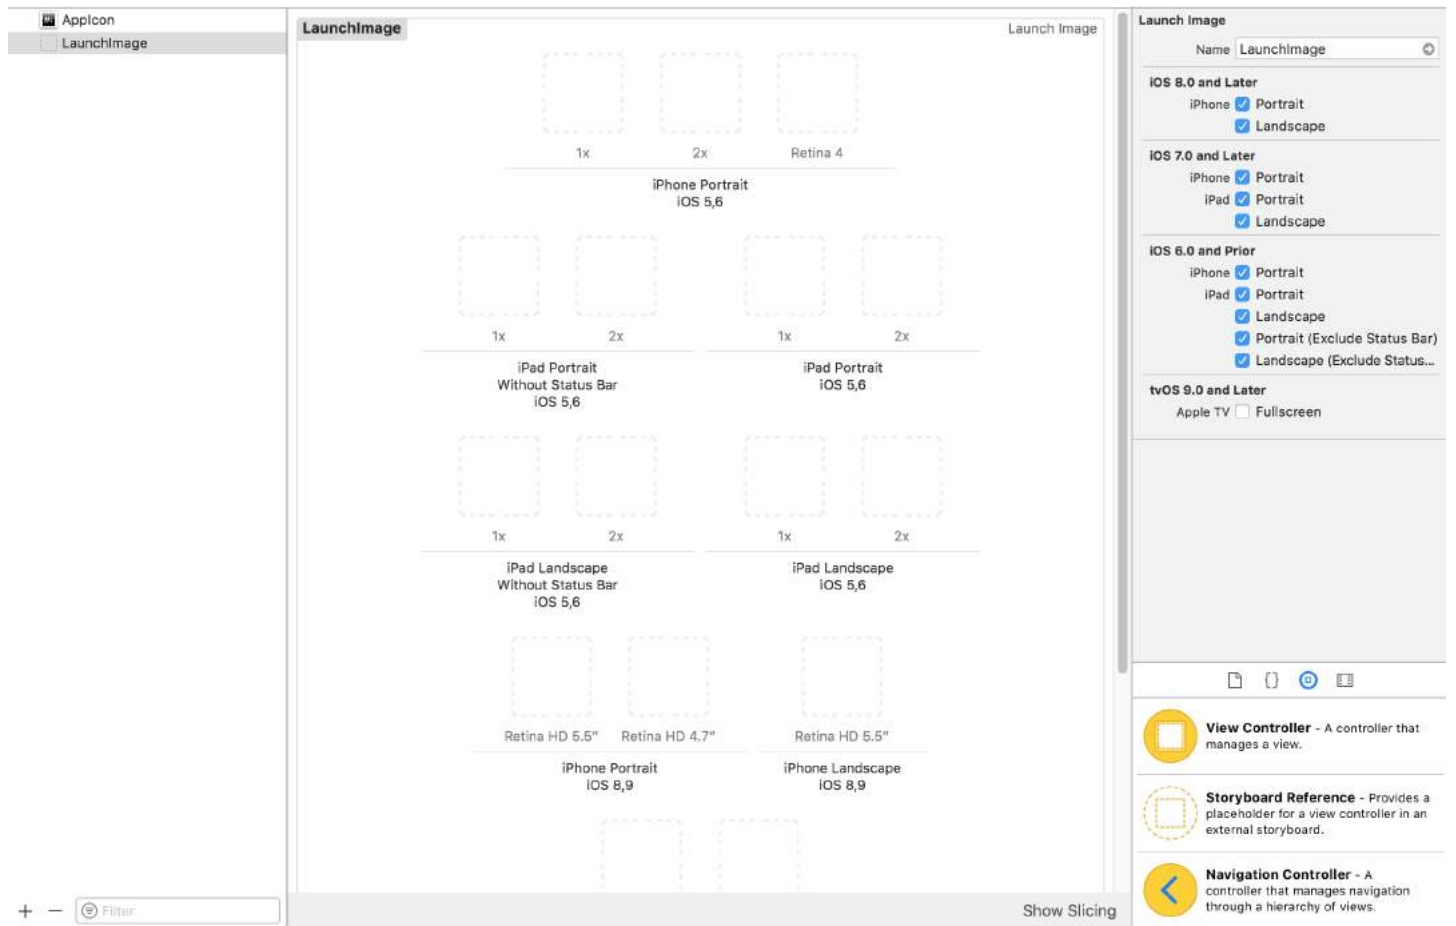 AppIcon
LaunchImage
LaunchImage
Launch Image
1x 2x Retina 4
iPhone Portrait
iOS 5,6
1x 2x 1x 2x
iPad Portrait iPad Portrait
Without Status Bar iOS 5,6
iOS 5,6
1x 2x 1x 2x
iPad Landscape iPad Landscape
Without Status Bar iOS 5,6
iOS 5,6
Retina HD 5.5" Retina HD 4.7" Retina HD 5.5"
iPhone Portrait iPhone Landscape
iOS 8,9 iOS 8,9
Filter
Show Slicing
Launch Image
Name LaunchImage
iOS 8.0 and Later
iPhone Portrait
Landscape
iOS 7.0 and Later
iPhone Portrait
iPad Portrait
Landscape
iOS 6.0 and Prior
iPhone Portrait
iPad Portrait
Landscape
Portrait (Exclude Status Bar)
Landscape (Exclude Status...
tvOS 9.0 and Later
Apple TV Fullscreen
View Controller - A controller that
manages a view.
Storyboard Reference - Provides a
placeholder for a view controller in an
external storyboard.
Navigation Controller - A
controller that manages navigation
through a hierarchy of views.